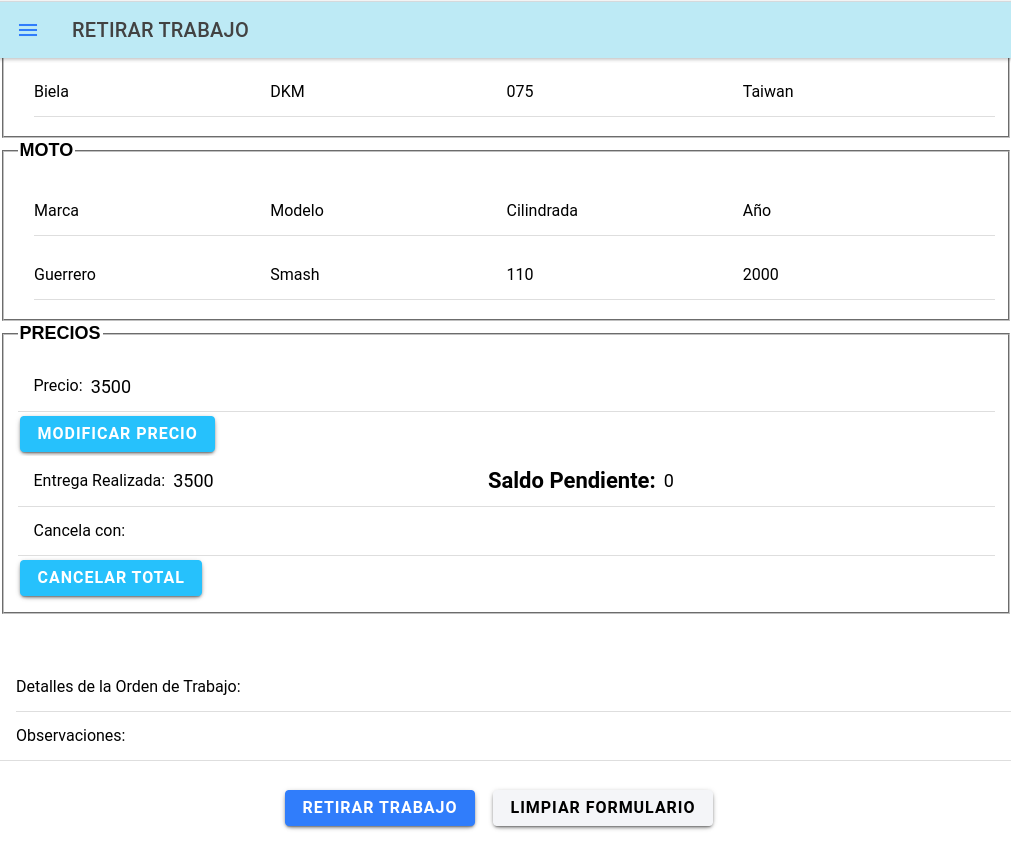 RETIRAR TRABAJO
Biela DKM 075 Taiwan
MOTO
Marca Modelo Cilindrada Año
Guerrero Smash 110 2000
PRECIOS
Precio: 3500
MODIFICAR PRECIO
Entrega Realizada: 3500 Saldo Pendiente: 0
Cancela con:
CANCELAR TOTAL
Detalles de la Orden de Trabajo:
Observaciones:
RETIRAR TRABAJO LIMPIAR FORMULARIO